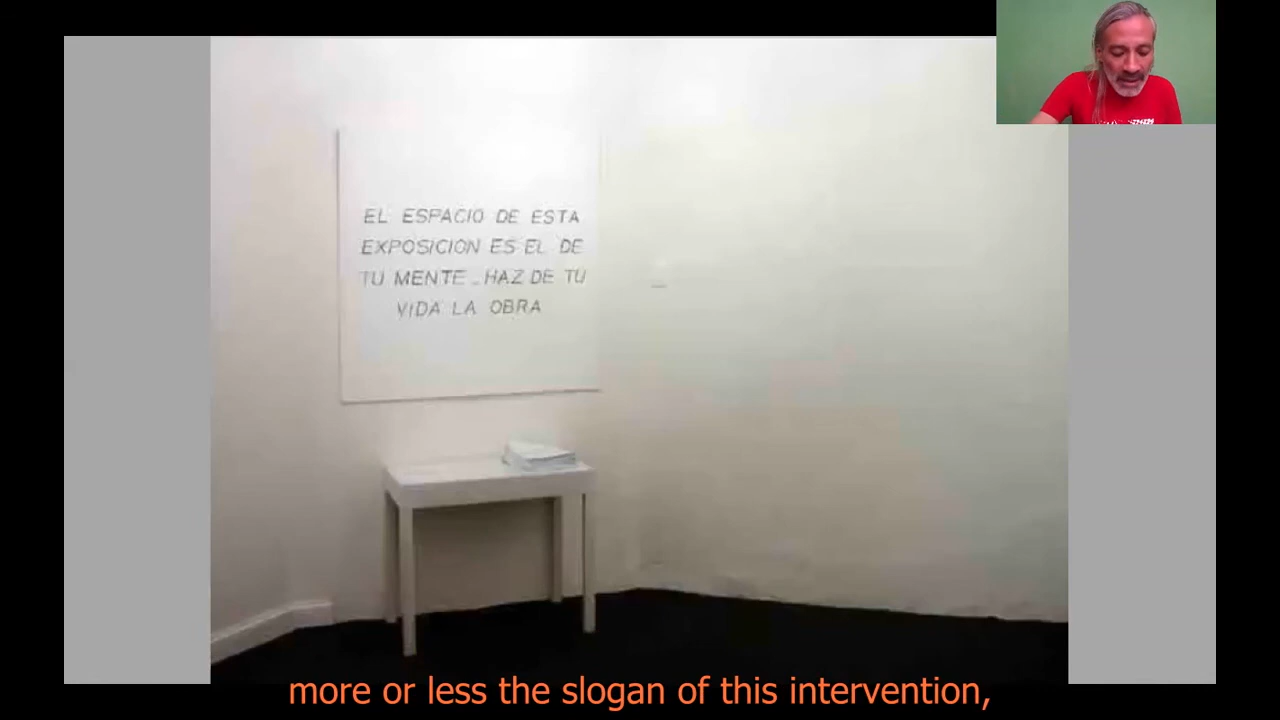 EL ESPACIO DE ESTA
EXPOSICION ES EL DE
TU MENTE _ HAZ DE TU
VIDA LA OBRA
more or less the slogan of this intervention,